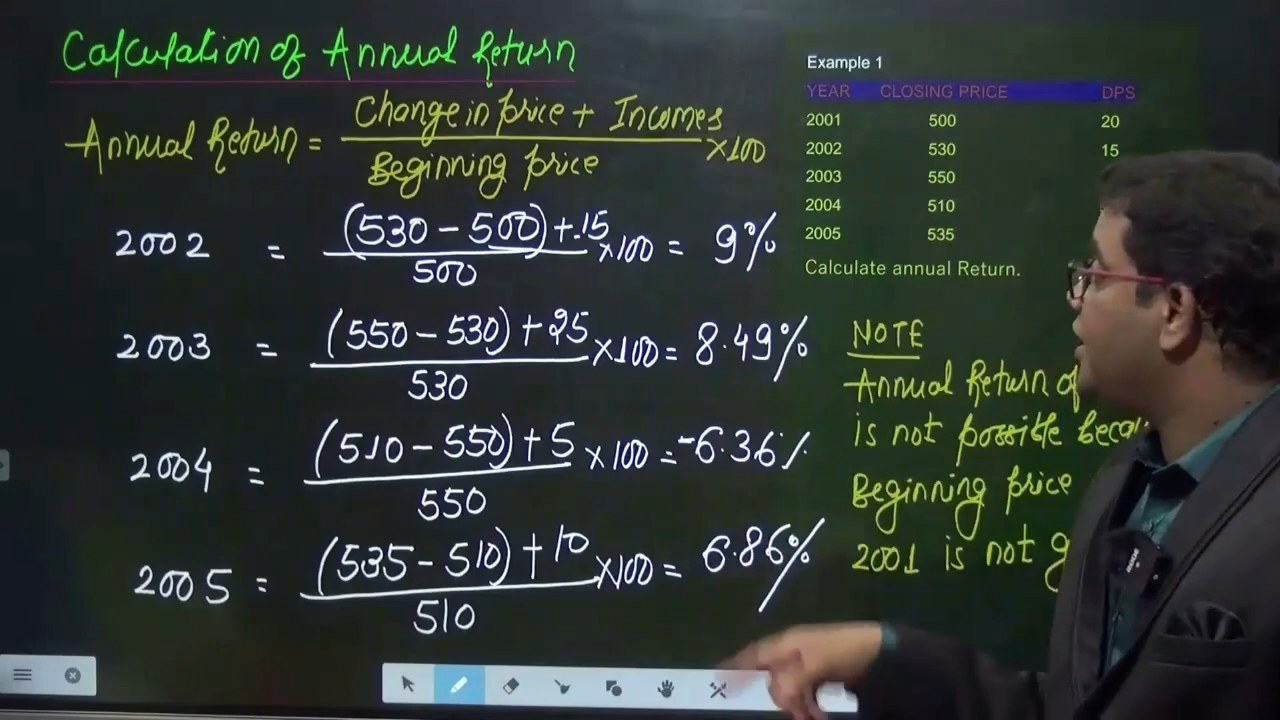 Calculation of Annual Return
Annual Return = Change in price + Incomes / Beginning price ×100
2002 = (530 - 500) + 15 / 500 ×100 = 9%
2003 = (550 - 530) + 25 / 530 ×100 = 8.49%
2004 = (510 - 550) + 5 / 550 ×100 = -6.36%
2005 = (535 - 510) + 10 / 510 ×100 = 6.86%
Example 1
YEAR CLOSING PRICE DPS
2001 500 20
2002 530 15
2003 550
2004 510
2005 535
Calculate annual Return.
NOTE
Annual Return of
is not possible
Beginning price
2001 is not